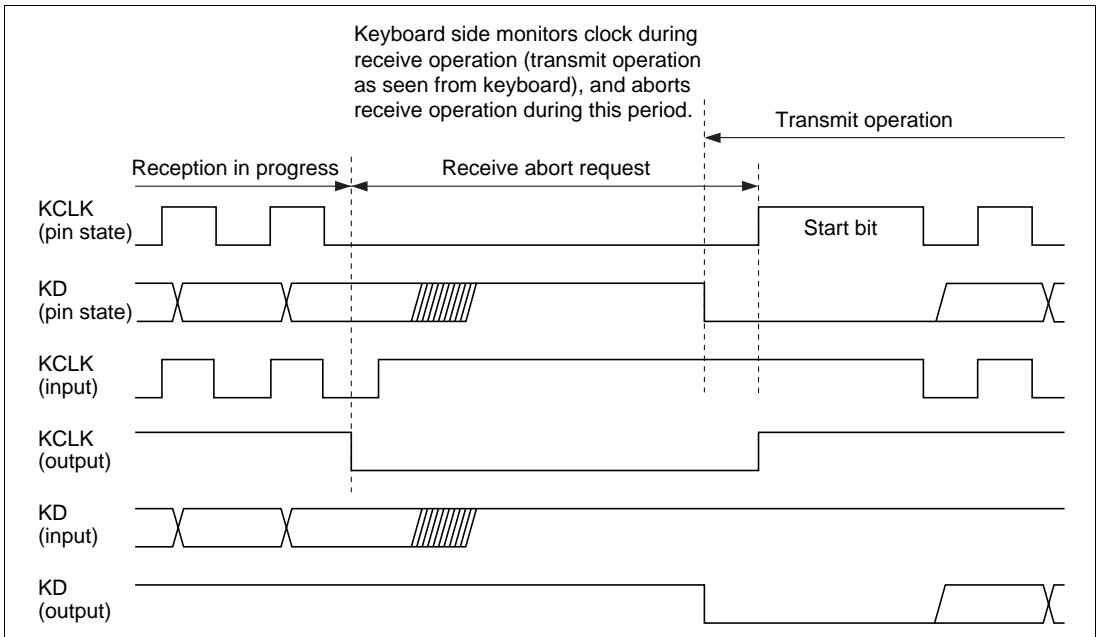 Keyboard side monitors clock during
receive operation (transmit operation
as seen from keyboard), and aborts
receive operation during this period.
Transmit operation
Reception in progress
Receive abort request
KCLK
(pin state)
Start bit
KD
(pin state)
KCLK
(input)
KCLK
(output)
KD
(input)
KD
(output)